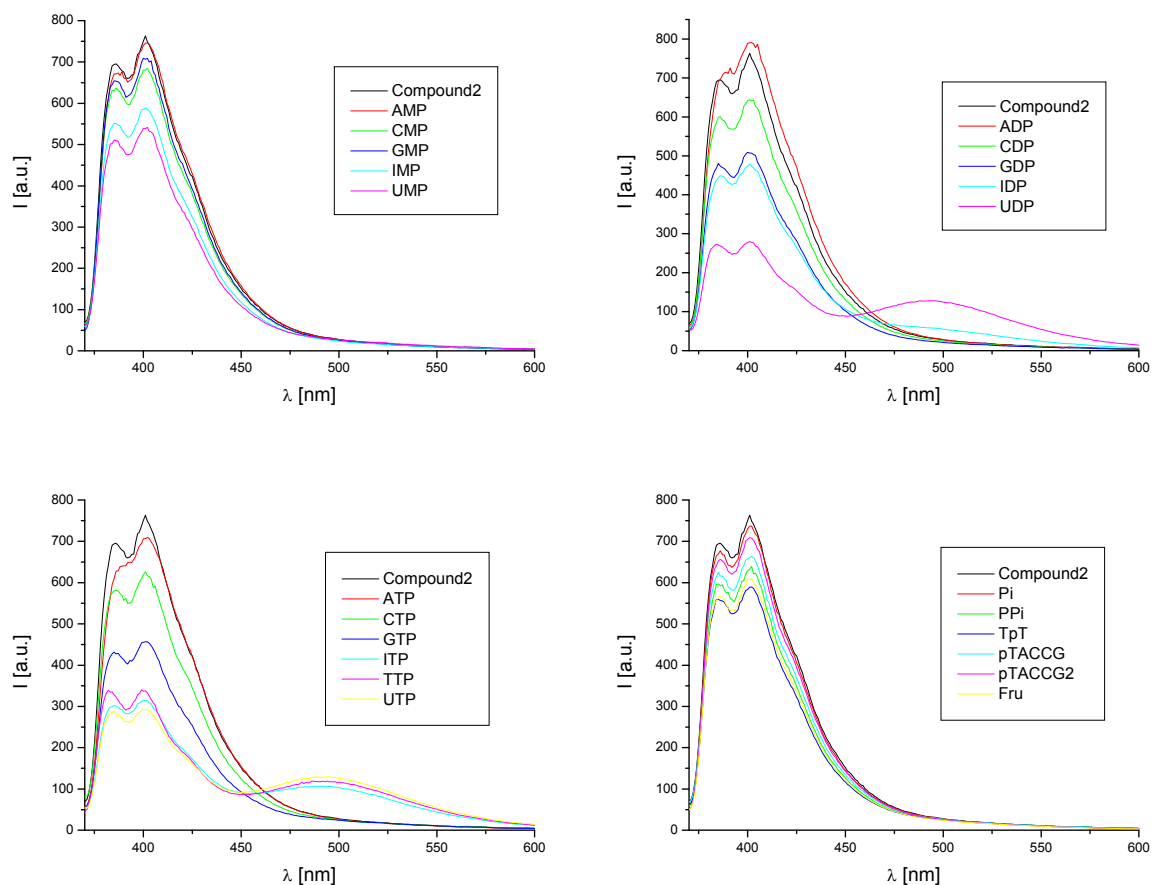 800
700
600
500
400
300
200
100
0
I [a.u.]
400
450
500
550
600
λ [nm]
Compound2
AMP
CMP
GMP
IMP
UMP
800
700
600
500
400
300
200
100
0
I [a.u.]
400
450
500
550
600
λ [nm]
Compound2
ADP
CDP
GDP
IDP
UDP
800
700
600
500
400
300
200
100
0
I [a.u.]
400
450
500
550
600
λ [nm]
Compound2
ATP
CTP
GTP
ITP
TTP
UTP
800
700
600
500
400
300
200
100
0
I [a.u.]
400
450
500
550
600
λ [nm]
Compound2
Pi
PPi
TpT
pTACCG
pTACCG2
Fru